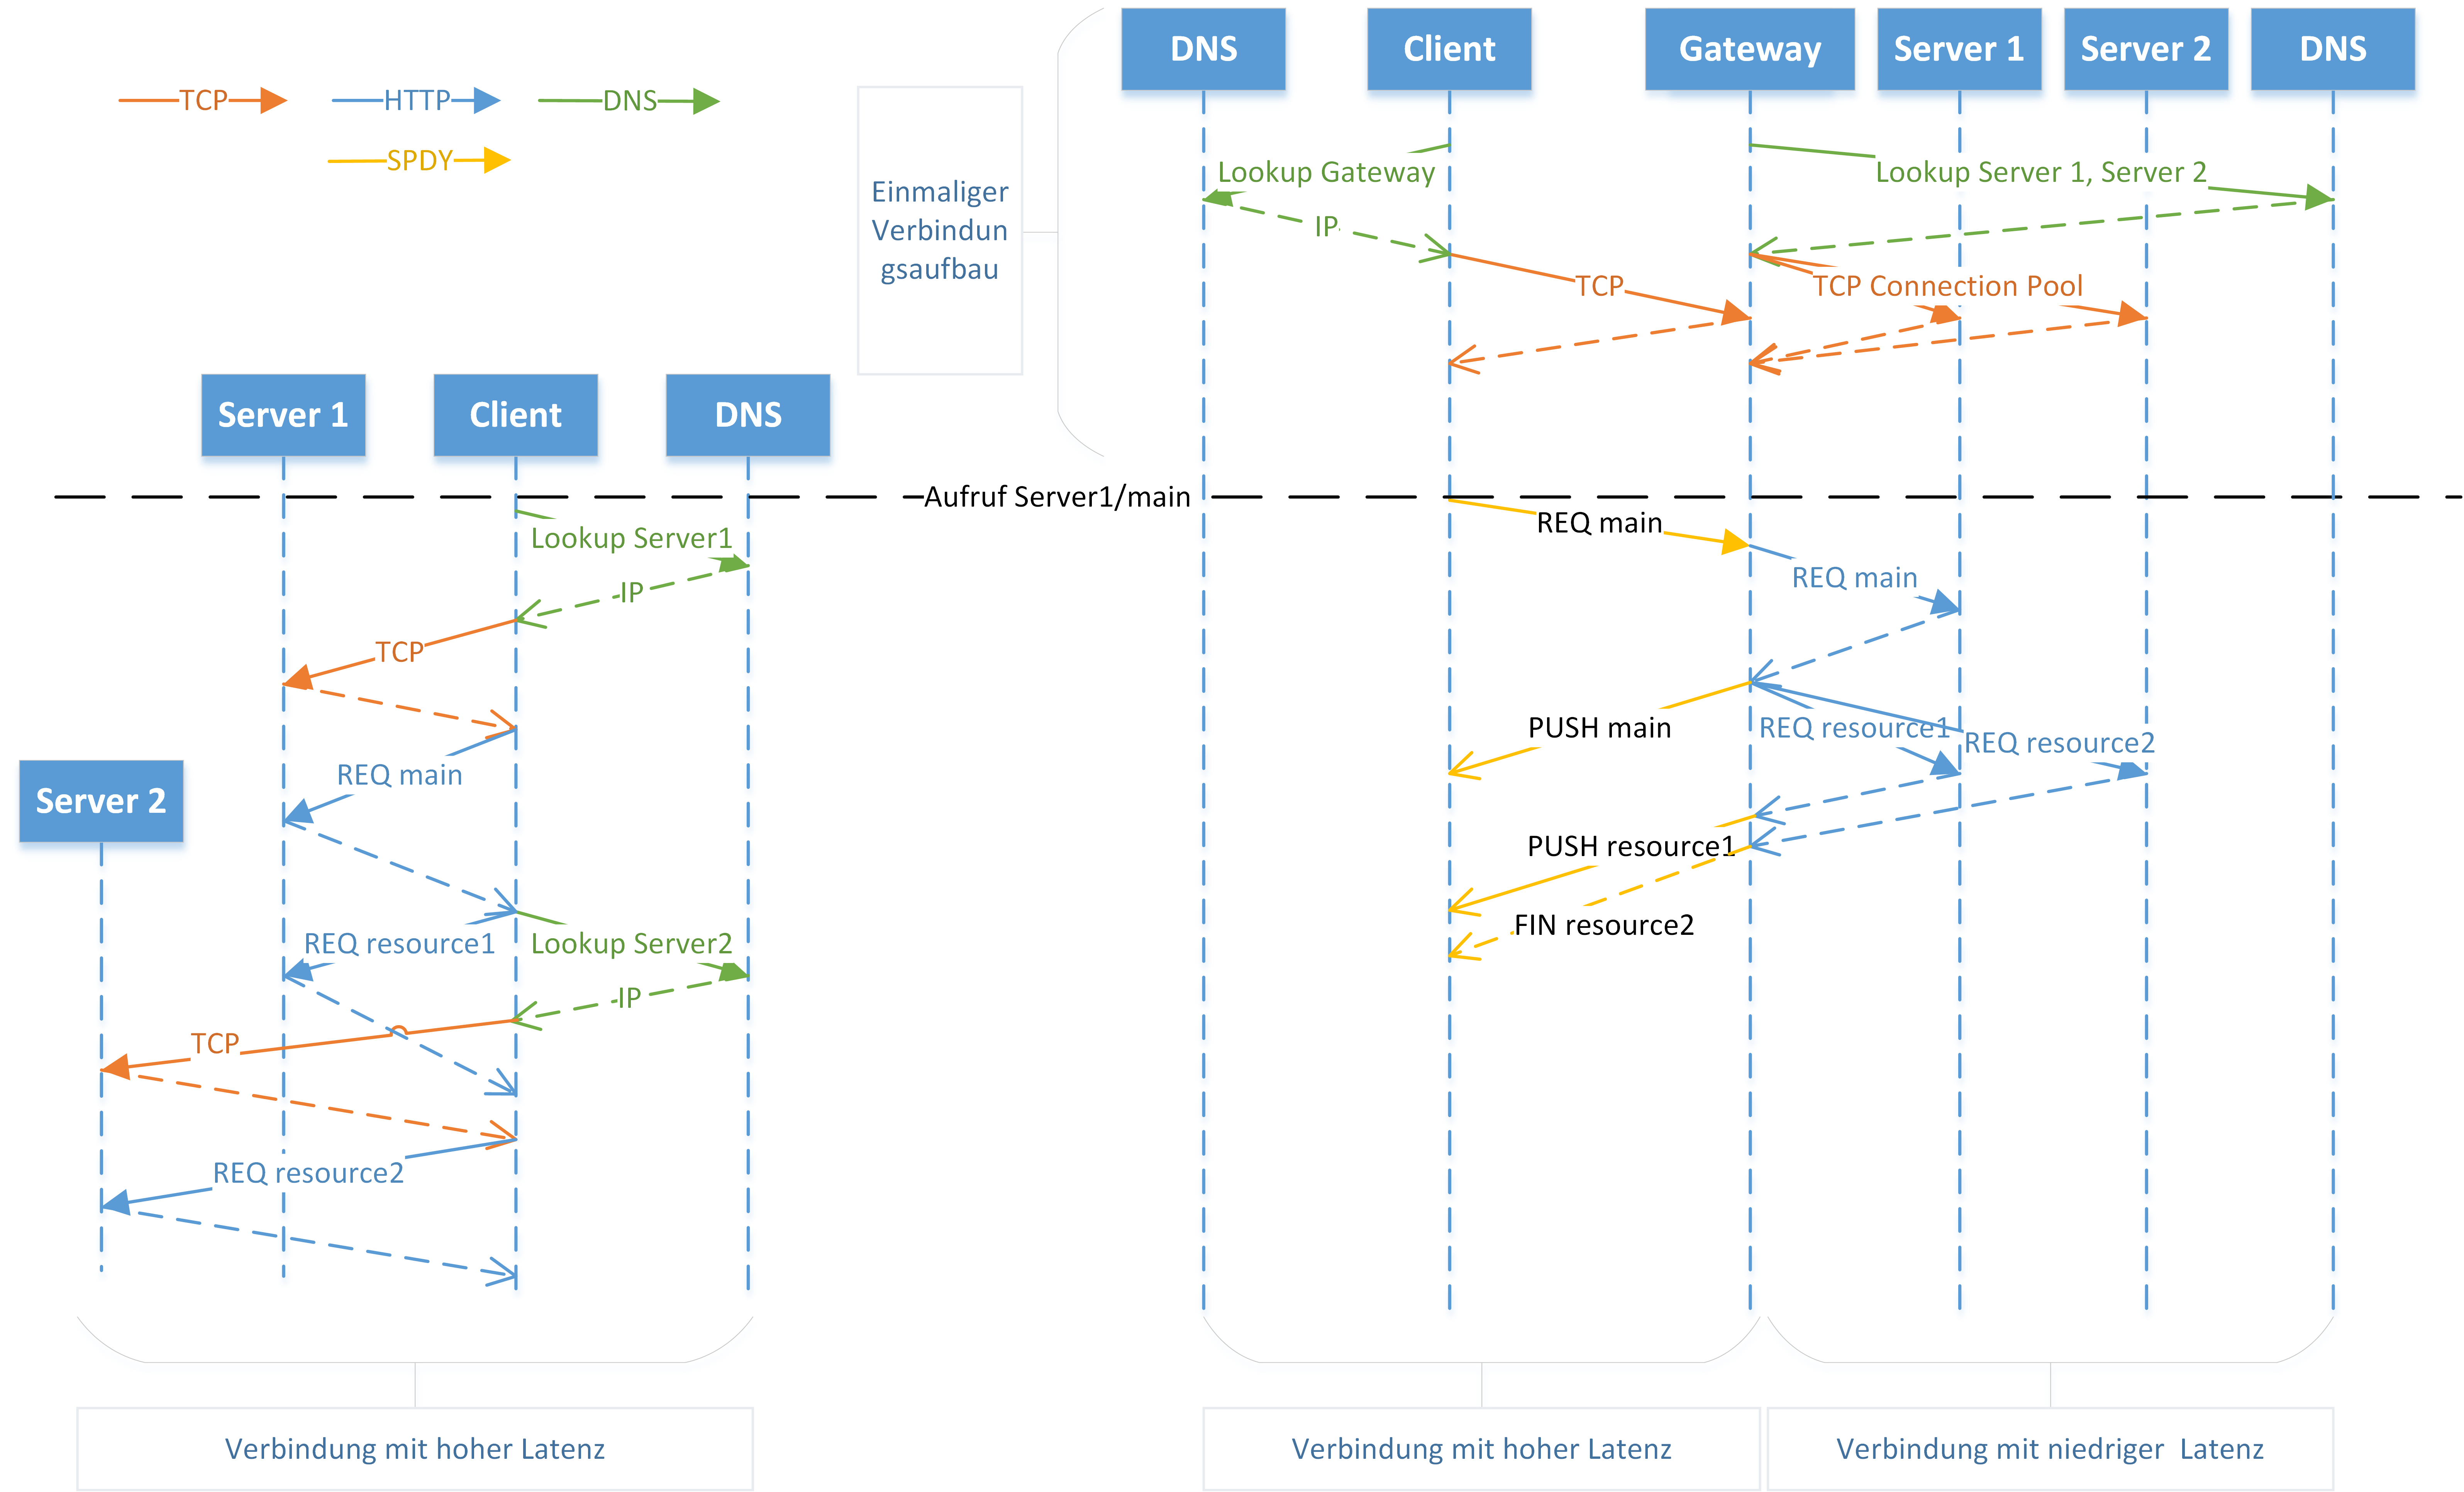 DNS
Client
Gateway
Server 1
Server 2
DNS
TCP
HTTP
DNS
SPDY
Einmaliger
Verbindun
gsaufbau
Lookup Gateway
IP
Lookup Server 1, Server 2
TCP
TCP Connection Pool
Server 1
Client
DNS
Aufruf Server1/main
Lookup Server1
IP
TCP
REQ main
Server 2
REQ resource1
Lookup Server2
IP
TCP
REQ resource2
REQ main
REQ main
PUSH main
REQ resource1
REQ resource2
PUSH resource1
FIN resource2
Verbindung mit hoher Latenz
Verbindung mit hoher Latenz
Verbindung mit niedriger  Latenz